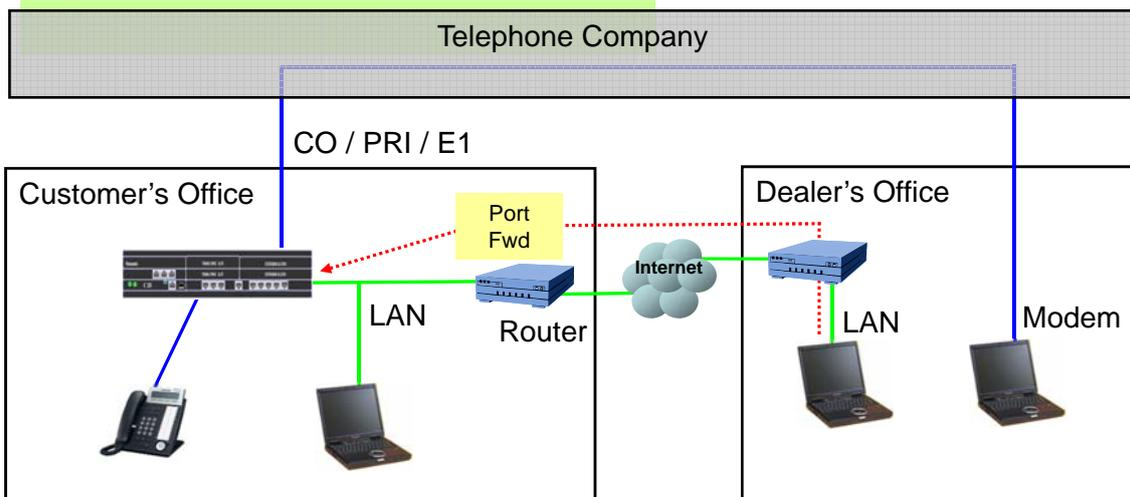 Telephone Company
CO / PRI / E1
Customer's Office
Port
Fwd
Dealer's Office
Internet
LAN
Router
LAN
Modem